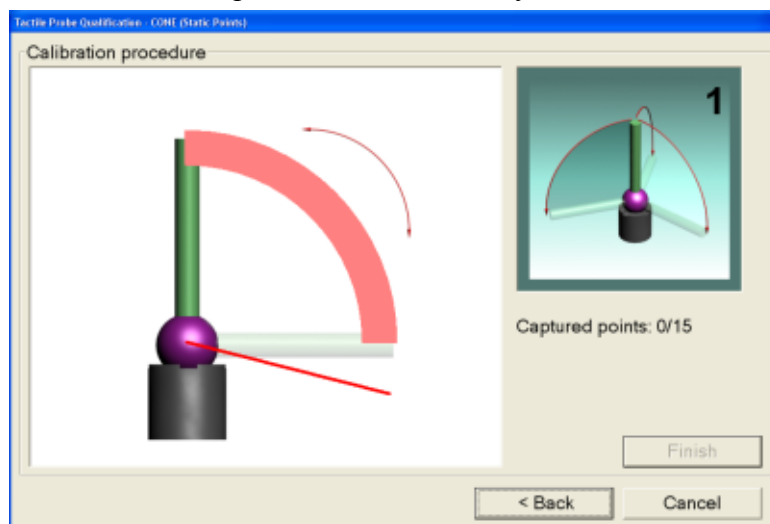 Tactile Probe Qualification - CONE (Static Points)
Calibration procedure
1
Captured points: 0/15
Finish
< Back
Cancel